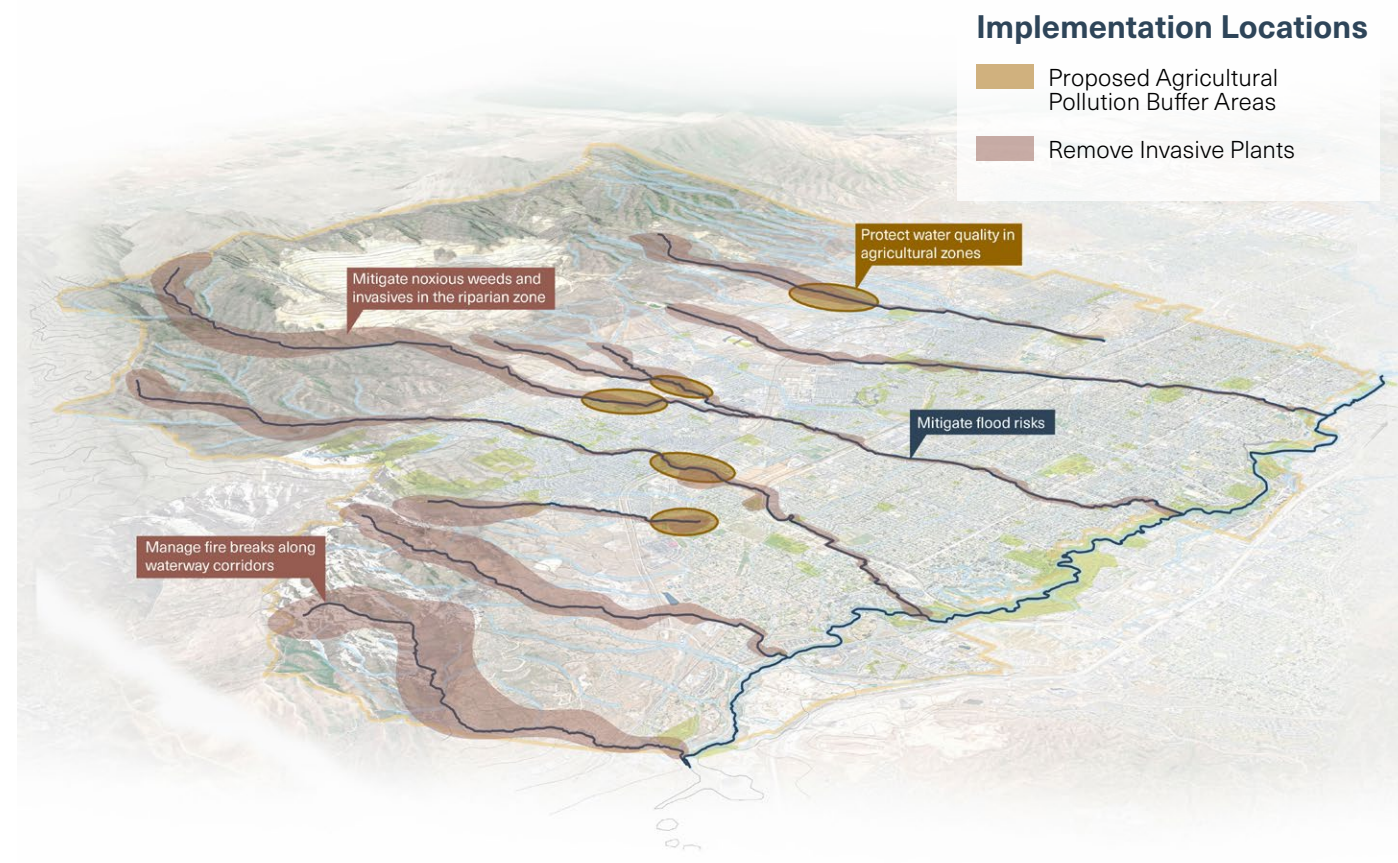 Implementation Locations
Proposed Agricultural
Pollution Buffer Areas
Remove Invasive Plants
Protect water quality in
agricultural zones
Mitigate noxious weeds and
invasives in the riparian zone
Mitigate flood risks
Manage fire breaks along
waterway corridors